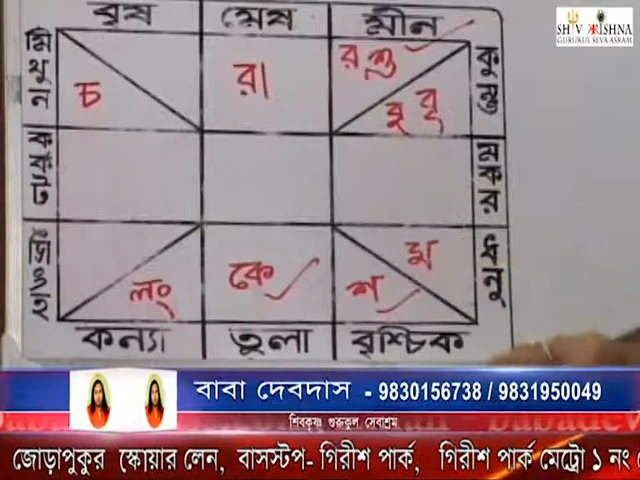 বৃষ মেষ মীন
SHIV KRISHNA
GURUKUL SEVA ASRAM
মিথুন
কুম্ভ
চ
রা
র শু
বু বৃ
কর্কট
মকর
সিংহ
ধনু
লং
কে
শ
ম
কন্যা তুলা বৃশ্চিক
বাবা দেবদাস - 9830156738 / 9831950049
শিবকৃষ্ণ গুরুকুল সেবাশ্রম
জোড়াপুকুর স্কোয়ার লেন, বাসস্টপ- গিরীশ পার্ক, গিরীশ পার্ক মেট্রো ১ নং